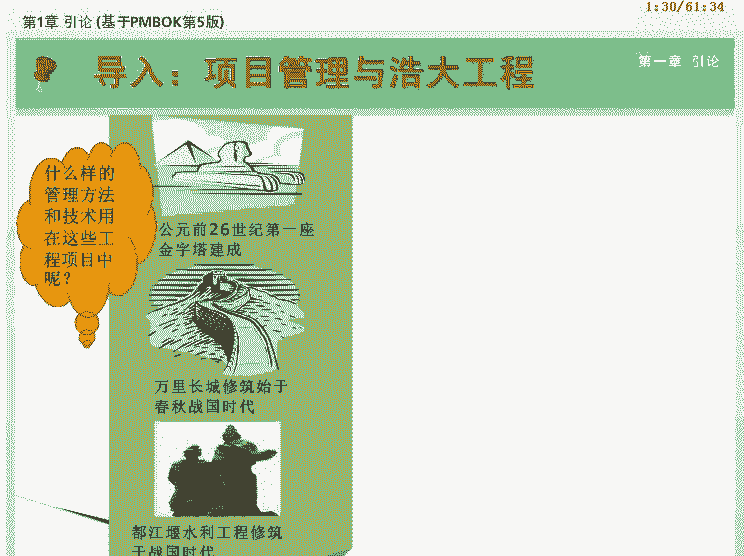 1:30/61:34
第1章 引论 (基于PMBOK第5版)
导入：项目管理与浩大工程
第一章 引论
什么样的
管理方法
和技术用
在这些工
程项目中
呢？
公元前26世纪第一座
金字塔建成
万里长城修筑始于
春秋战国时代
都江堰水利工程修筑
于战国时代